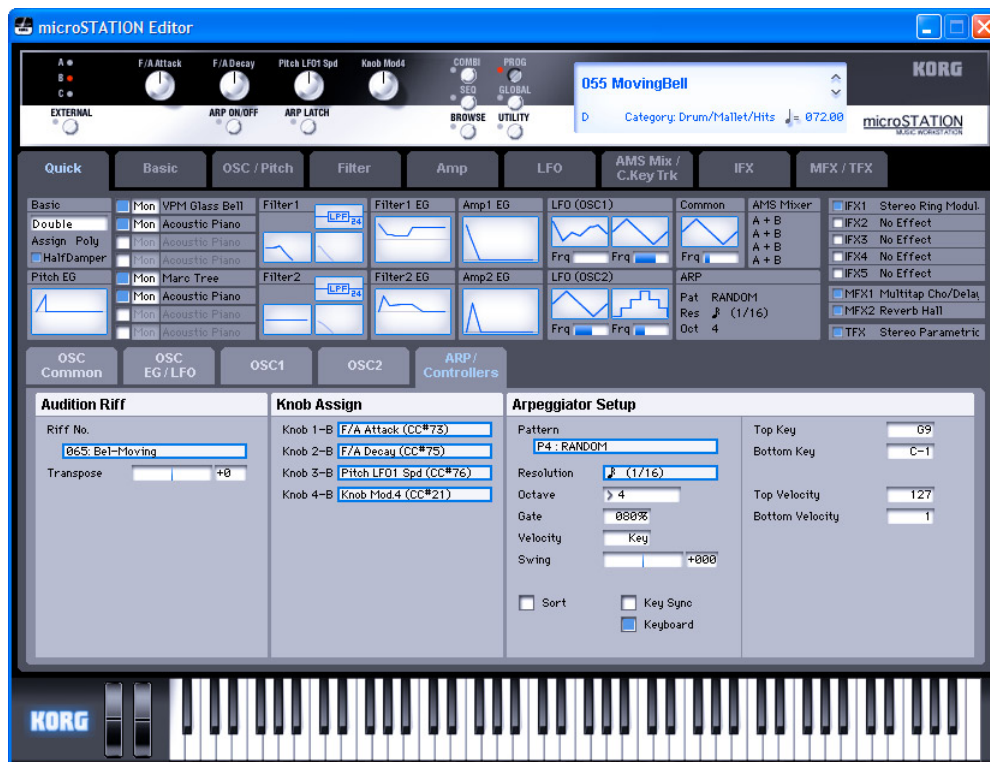 microSTATION Editor
A
B
C
F/A Attack F/A Decay Pitch LFO1 Spd Knob Mod4
COMBI PROG
SEQ GLOBAL
EXTERNAL ARP ON/OFF ARP LATCH BROWSE UTILITY
055 MovingBell
D Category: Drum/Mallet/Hits ♩= 072.00
KORG
microSTATION
MUSIC WORKSTATION
Quick Basic OSC / Pitch Filter Amp LFO AMS Mix / C.Key Trk IFX MFX / TFX
Basic
Double
Assign Poly
HalfDamper
Pitch EG
Mon VPM Glass Bell
Mon Acoustic Piano
Mon Acoustic Piano
Mon Acoustic Piano
Mon Marc Tree
Mon Acoustic Piano
Mon Acoustic Piano
Mon Acoustic Piano
Filter1 LPF 24 Filter1 EG Amp1 EG LFO (OSC1)
Frq Frq
Filter2 LPF 24 Filter2 EG Amp2 EG LFO (OSC2)
Frq Frq
Common
Frq
AMS Mixer
A + B
A + B
A + B
A + B
ARP
Pat RANDOM
Res (1/16)
Oct 4
IFX1 Stereo Ring Modul.
IFX2 No Effect
IFX3 No Effect
IFX4 No Effect
IFX5 No Effect
MFX1 Multitap Cho/Delay
MFX2 Reverb Hall
TFX Stereo Parametric
OSC Common OSC EG / LFO OSC1 OSC2 ARP / Controllers
Audition Riff
Riff No.
065: Bel-Moving
Transpose +0
Knob Assign
Knob 1-B F/A Attack (CC#73)
Knob 2-B F/A Decay (CC#75)
Knob 3-B Pitch LFO1 Spd (CC#76)
Knob 4-B Knob Mod.4 (CC#21)
Arpeggiator Setup
Pattern
P4 : RANDOM
Resolution (1/16)
Octave 4
Gate 080%
Velocity Key
Swing +000
Sort Key Sync
Keyboard
Top Key G9
Bottom Key C-1
Top Velocity 127
Bottom Velocity 1
KORG